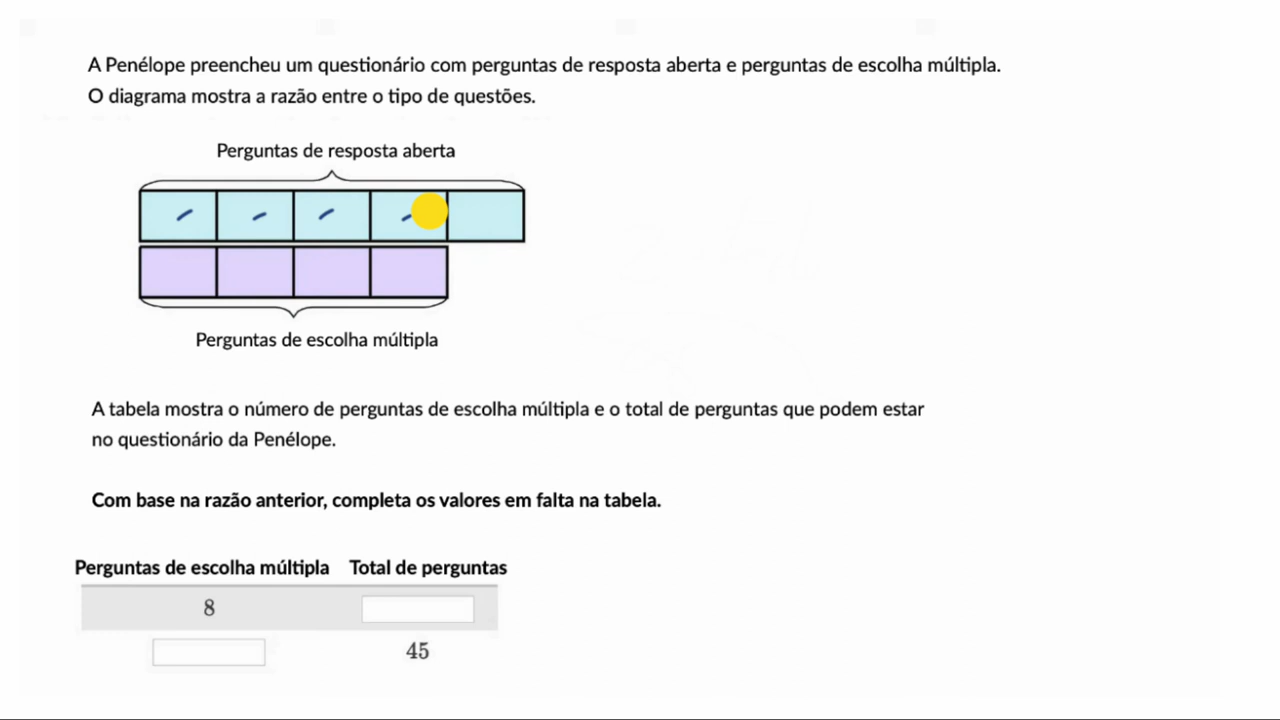 A Penélope preencheu um questionário com perguntas de resposta aberta e perguntas de escolha múltipla.
O diagrama mostra a razão entre o tipo de questões.
Perguntas de resposta aberta
Perguntas de escolha múltipla
A tabela mostra o número de perguntas de escolha múltipla e o total de perguntas que podem estar
no questionário da Penélope.
Com base na razão anterior, completa os valores em falta na tabela.
Perguntas de escolha múltipla Total de perguntas
8
45